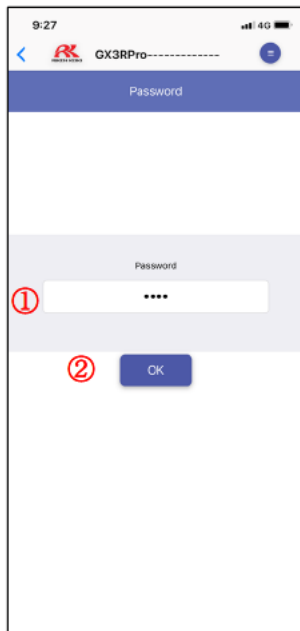 9:27
4G
GX3RPro-------------
Password
Password
① ••••
② OK